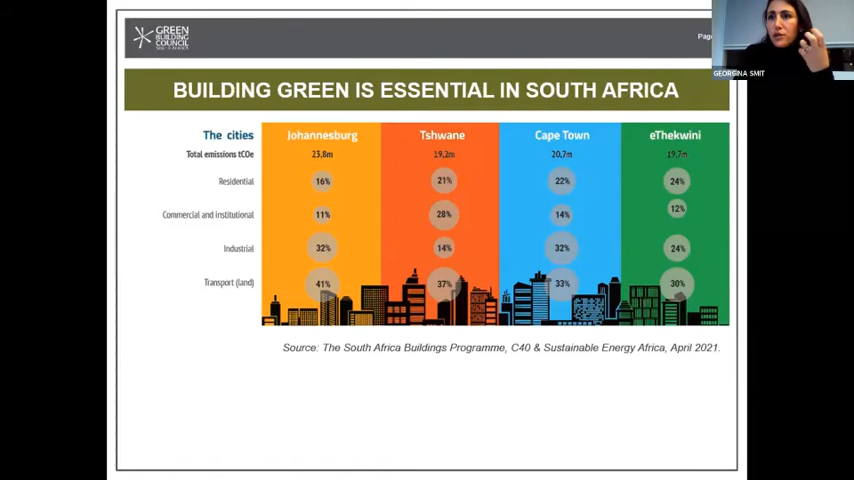 GREEN
BUILDING
COUNCIL
SOUTH AFRICA
GEORGINA SMIT
BUILDING GREEN IS ESSENTIAL IN SOUTH AFRICA
The cities Johannesburg Tshwane Cape Town eThekwini
Total emissions tCOe 23,8m 19,2m 20,7m 19,7m
Residential 16% 21% 22% 24%
Commercial and institutional 11% 28% 14% 12%
Industrial 32% 14% 32% 24%
Transport (land) 41% 37% 33% 30%
Source: The South Africa Buildings Programme, C40 & Sustainable Energy Africa, April 2021.